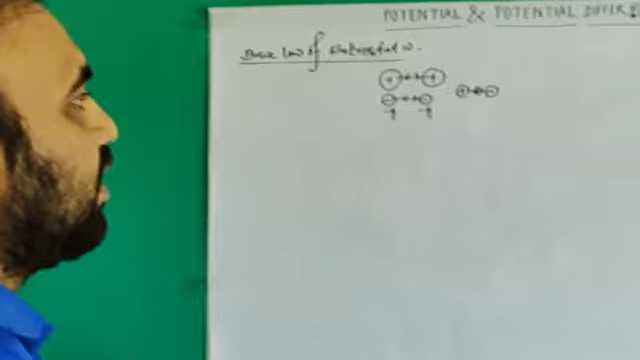 POTENTIAL & POTENTIAL DIFFER
Basic Law of Electrostatics.
+ +
- - + -